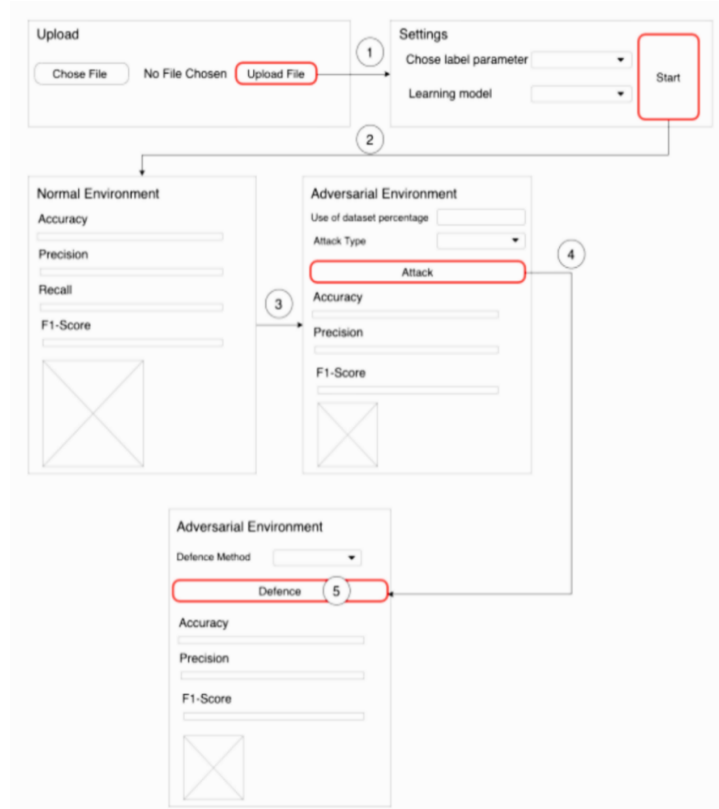 Upload
Chose File No File Chosen Upload File
1
Settings
Chose label parameter
Learning model
Start
2
Normal Environment
Accuracy
Precision
Recall
F1-Score
3
Adversarial Environment
Use of dataset percentage
Attack Type
Attack
4
Accuracy
Precision
F1-Score
Adversarial Environment
Defence Method
Defence 5
Accuracy
Precision
F1-Score